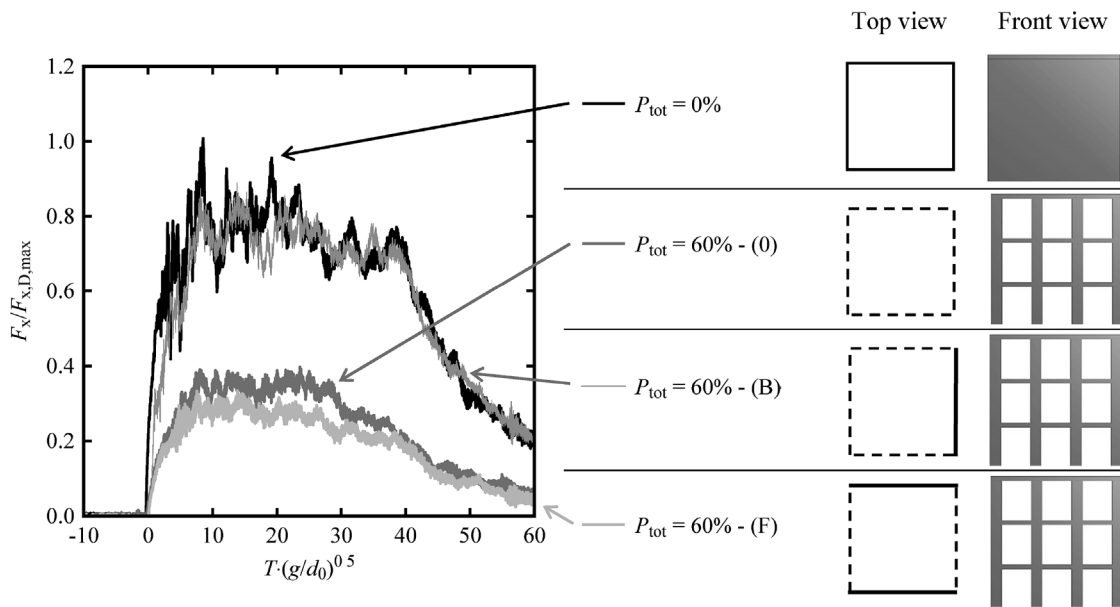 Top view Front view
1.2
1.0
0.8
0.6
0.4
0.2
0.0
F_x/F_x,D,max
-10 0 10 20 30 40 50 60
T·(g/d_0)^0 5
P_tot = 0%
P_tot = 60% - (0)
P_tot = 60% - (B)
P_tot = 60% - (F)